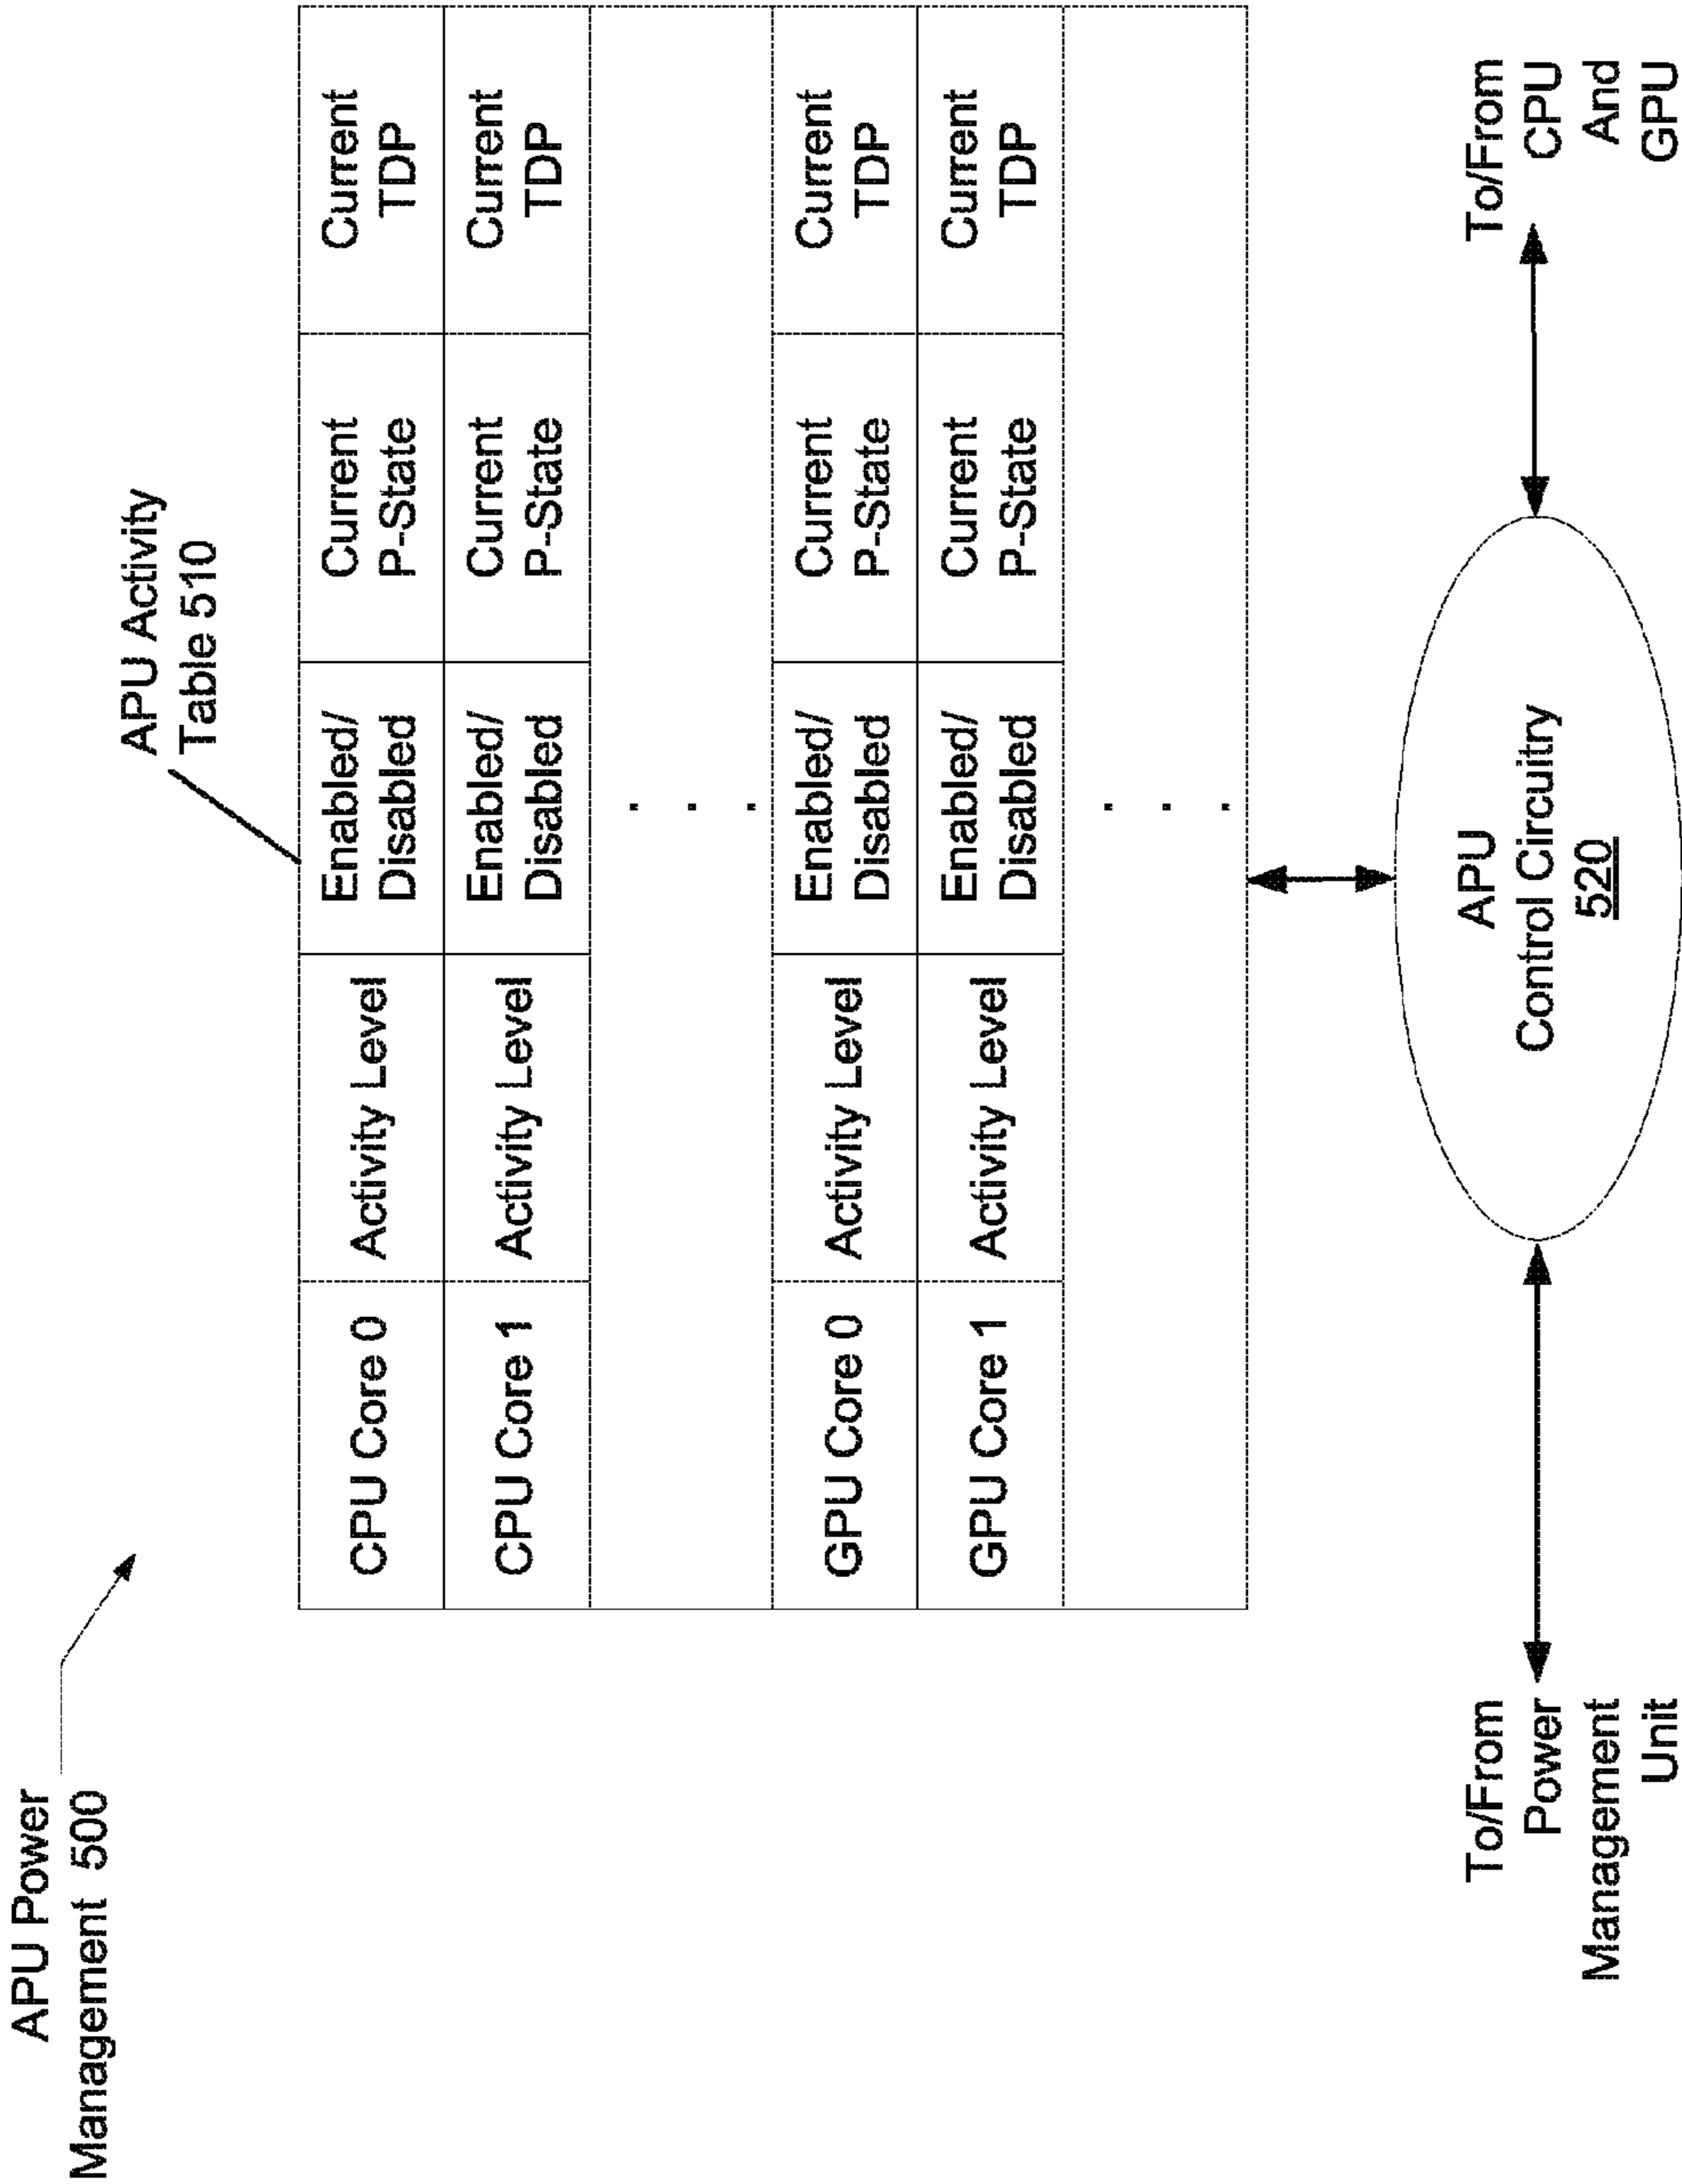 APU Power
Management 500
APU Activity
Table 510
CPU Core 0
Activity Level
Enabled/
Disabled
Current
P-State
Current
TDP
CPU Core 1
Activity Level
Enabled/
Disabled
Current
P-State
Current
TDP
. . .
GPU Core 0
Activity Level
Enabled/
Disabled
Current
P-State
Current
TDP
GPU Core 1
Activity Level
Enabled/
Disabled
Current
P-State
Current
TDP
. . .
To/From
Power
Management
Unit
APU
Control Circuitry
520
To/From
CPU
And
GPU